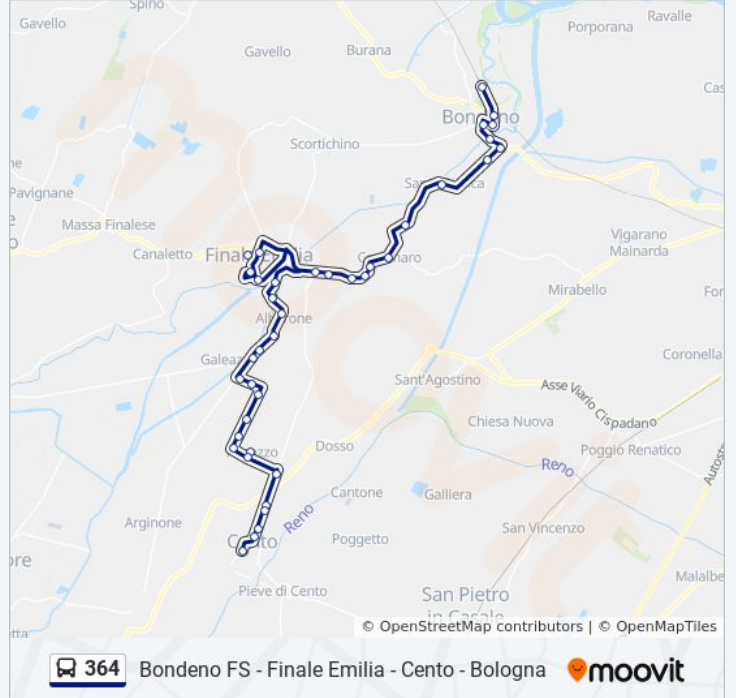 Spino
Gavello
Ravalle
Porporana
Gavello
Burana
Scortichino
Pavignane
Massa Finalese
Canaletto
Vigarano
Mainarda
Mirabello
Coronella
Sant'Agostino
Asse Viario Cispadano
Chiesa Nuova
Dosso
Poggio Renatico
Reno
Cantone
Galliera
Reno
Arginone
San Vincenzo
Poggetto
Pieve di Cento
San Pietro
in Casale
© OpenStreetMap contributors | © OpenMapTiles
364 Bondeno FS - Finale Emilia - Cento - Bologna moovit